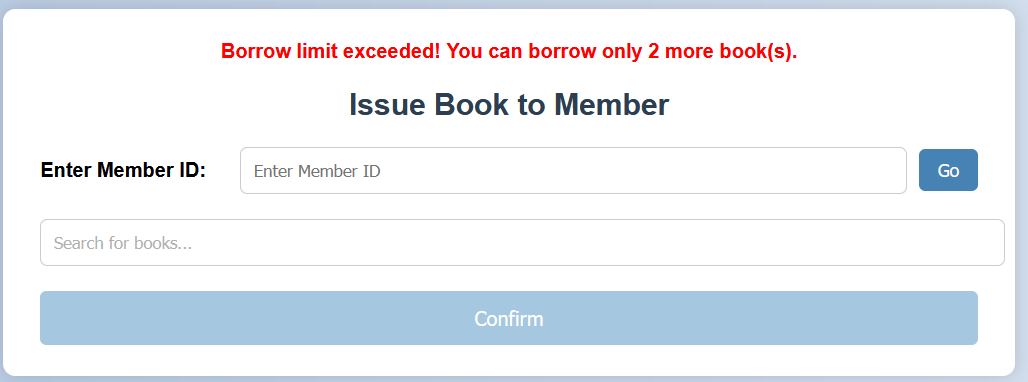 Borrow limit exceeded! You can borrow only 2 more book(s).
Issue Book to Member
Enter Member ID: Enter Member ID Go
Search for books...
Confirm